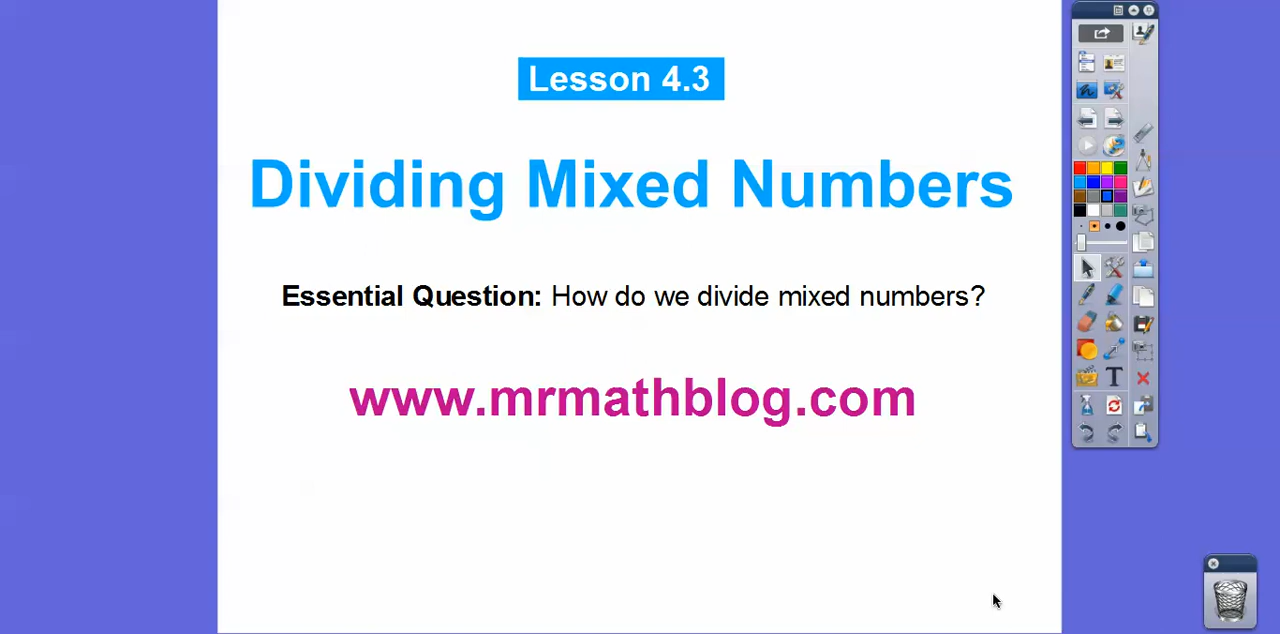 Lesson 4.3
Dividing Mixed Numbers
Essential Question: How do we divide mixed numbers?
www.mrmathblog.com
T